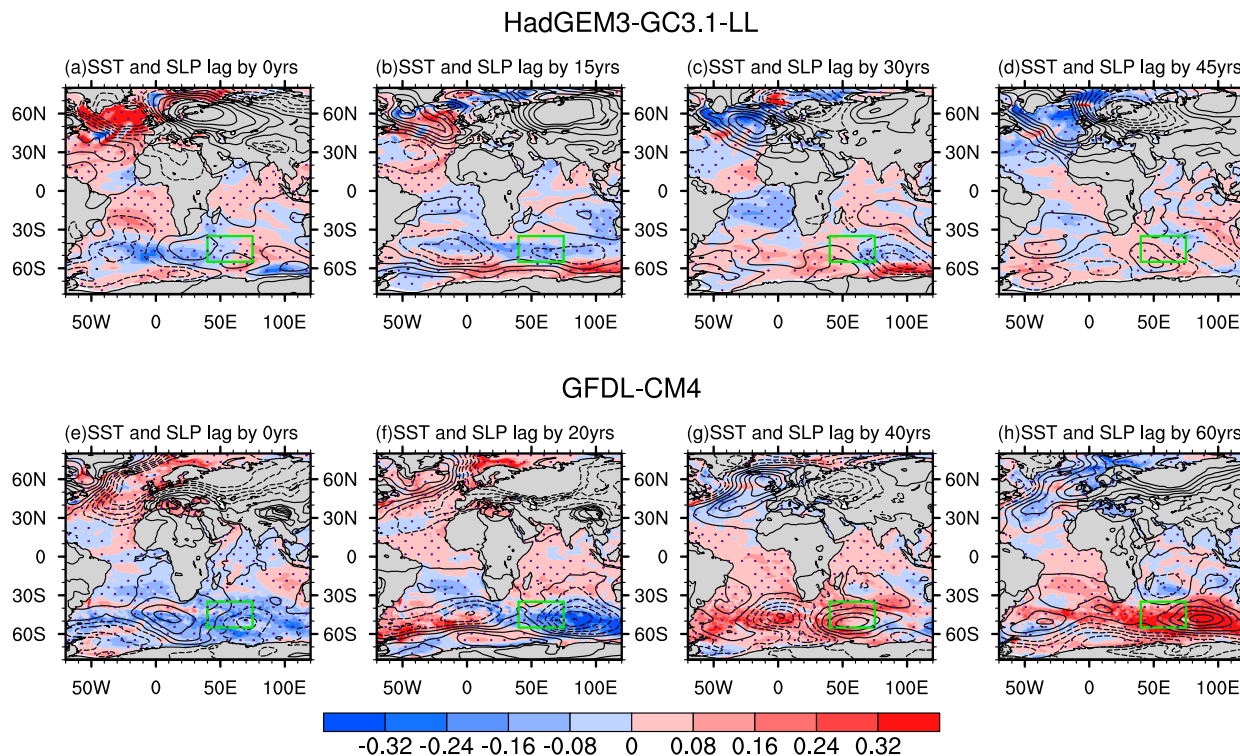 HadGEM3-GC3.1-LL
(a)SST and SLP lag by 0yrs (b)SST and SLP lag by 15yrs (c)SST and SLP lag by 30yrs (d)SST and SLP lag by 45yrs
60N 60N 60N 60N
30N 30N 30N 30N
0 0 0 0
30S 30S 30S 30S
60S 60S 60S 60S
50W 0 50E 100E 50W 0 50E 100E 50W 0 50E 100E 50W 0 50E 100E
GFDL-CM4
(e)SST and SLP lag by 0yrs (f)SST and SLP lag by 20yrs (g)SST and SLP lag by 40yrs (h)SST and SLP lag by 60yrs
60N 60N 60N 60N
30N 30N 30N 30N
0 0 0 0
30S 30S 30S 30S
60S 60S 60S 60S
50W 0 50E 100E 50W 0 50E 100E 50W 0 50E 100E 50W 0 50E 100E
-0.32 -0.24 -0.16 -0.08 0 0.08 0.16 0.24 0.32